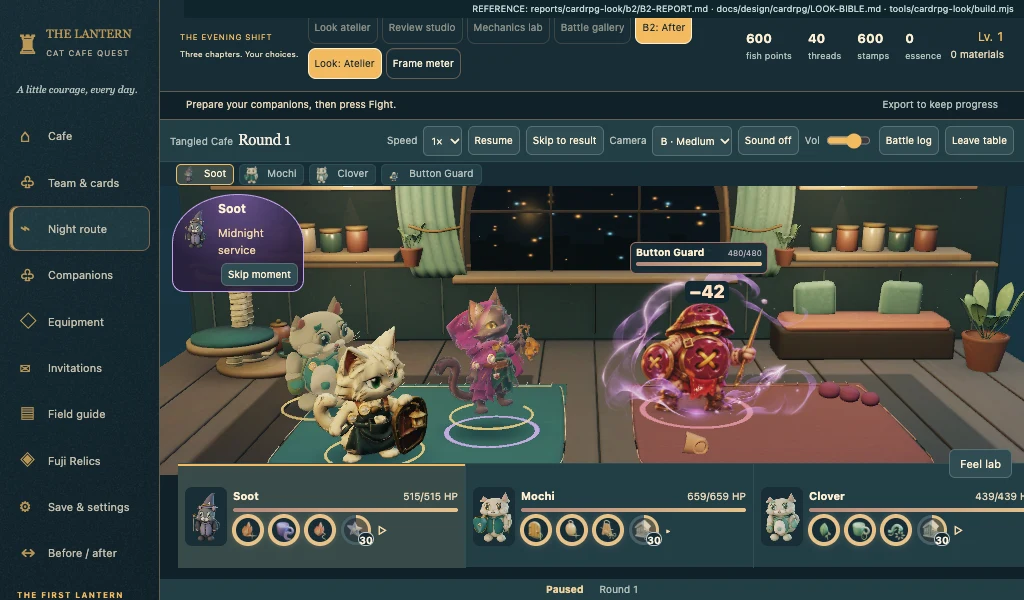 REFERENCE: reports/cardrpg-look/b2/B2-REPORT.md · docs/design/cardrpg/LOOK-BIBLE.md · tools/cardrpg-look/build.mjs
THE LANTERN
CAT CAFE QUEST
A little courage, every day.
Cafe
Team & cards
Night route
Companions
Equipment
Invitations
Field guide
Fuji Relics
Save & settings
Before / after
THE FIRST LANTERN
THE EVENING SHIFT
Three chapters. Your choices.
Look atelier
Review studio
Mechanics lab
Battle gallery
B2: After
Look: Atelier
Frame meter
600
fish points
40
threads
600
stamps
0
essence
Lv. 1
0 materials
Prepare your companions, then press Fight.
Export to keep progress
Tangled Cafe Round 1
Speed
1×
Resume
Skip to result
Camera
B · Medium
Sound off
Vol
Battle log
Leave table
Soot
Mochi
Clover
Button Guard
Soot
Midnight
service
Skip moment
Button Guard 480/480
−42
Feel lab
Soot 515/515 HP
30
Mochi 659/659 HP
30
Clover 439/439 H
30
Paused Round 1